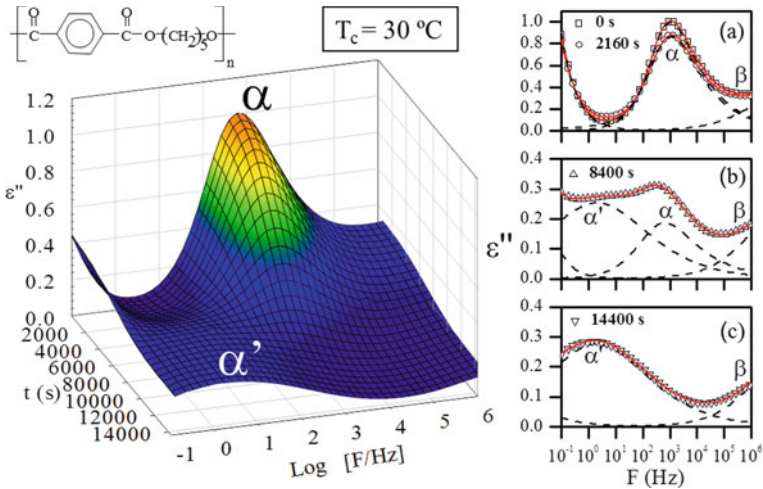 O
O
C
C
O(CH₂)₅O
n
T_c = 30 ºC
1.2
1.0
0.8
0.6
0.4
0.2
0.0
ε"
α
α'
2000
4000
6000
8000
10000
12000
14000
t (s)
-1 0 1 2 3 4 5 6
Log [F/Hz]
1.0
0.8
0.6
0.4
0.2
0.0
0 s
2160 s
(a)
α
β
0.4
0.3
0.2
0.1
0.0
8400 s
(b)
α'
α
β
ε"
0.4
0.3
0.2
0.1
0.0
14400 s
(c)
α'
β
10⁻¹ 10⁰ 10¹ 10² 10³ 10⁴ 10⁵ 10⁶
F (Hz)